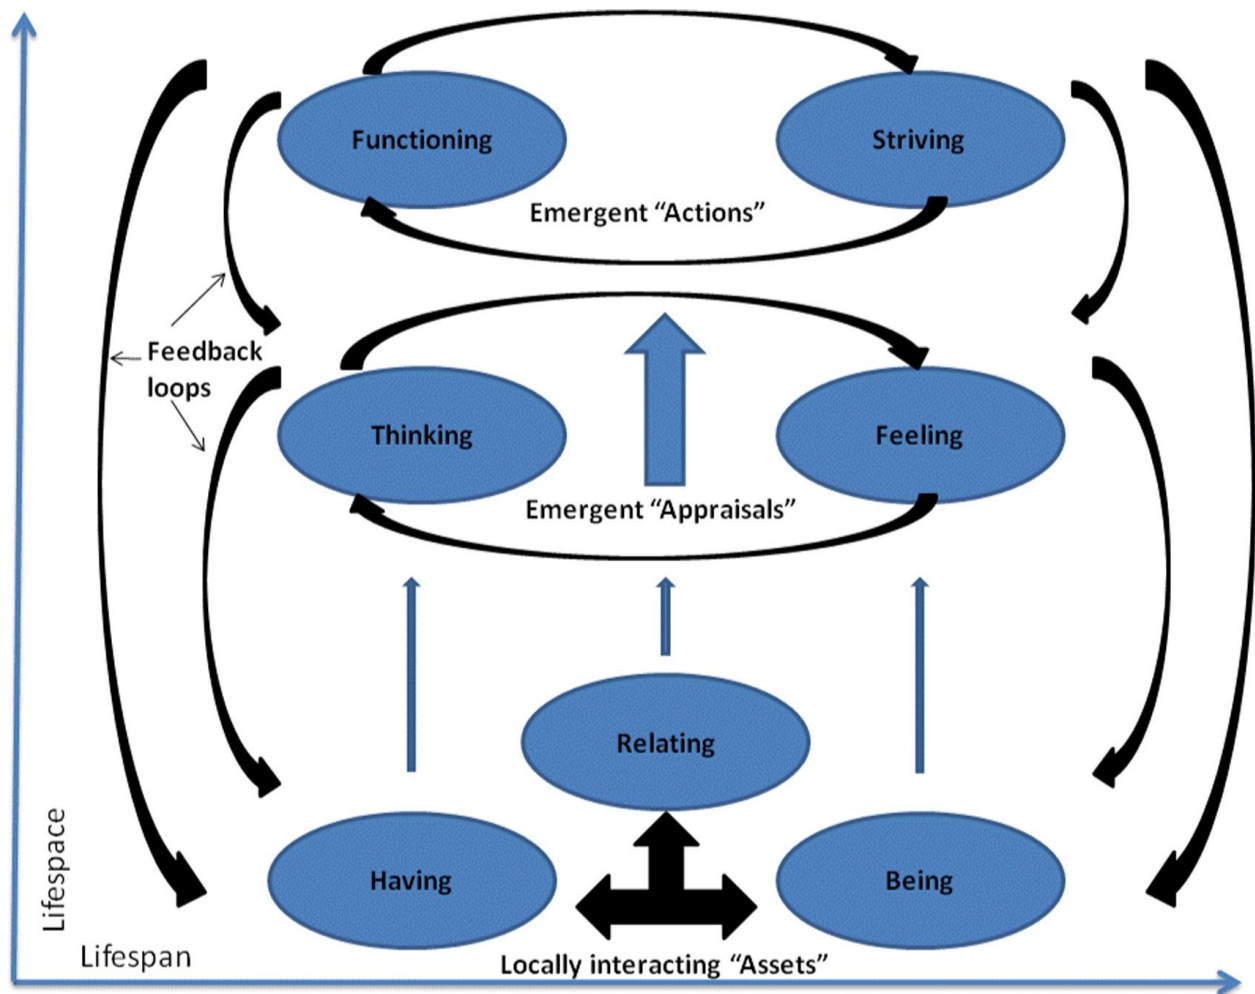 Functioning
Striving
Emergent “Actions”
Feedback
loops
Thinking
Feeling
Emergent “Appraisals”
Relating
Having
Being
Lifespace
Lifespan
Locally interacting “Assets”